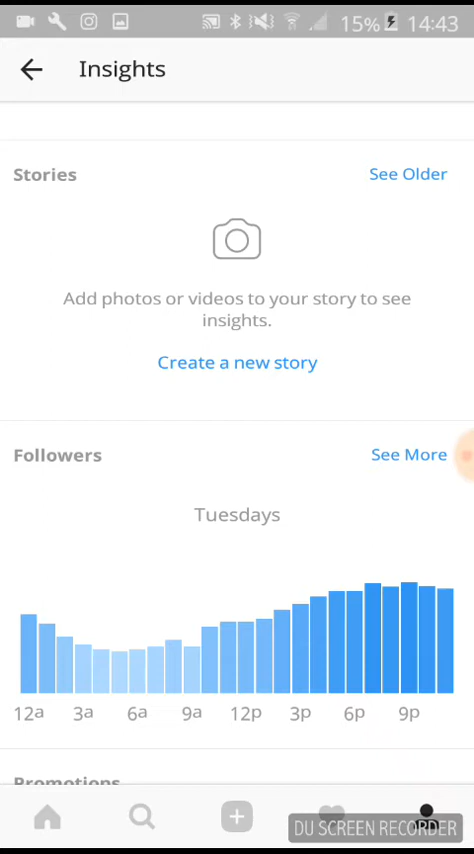 15% 14:43
Insights
Stories See Older
Add photos or videos to your story to see
insights.
Create a new story
Followers See More
Tuesdays
12a 3a 6a 9a 12p 3p 6p 9p
Promotions
DU SCREEN RECORDER